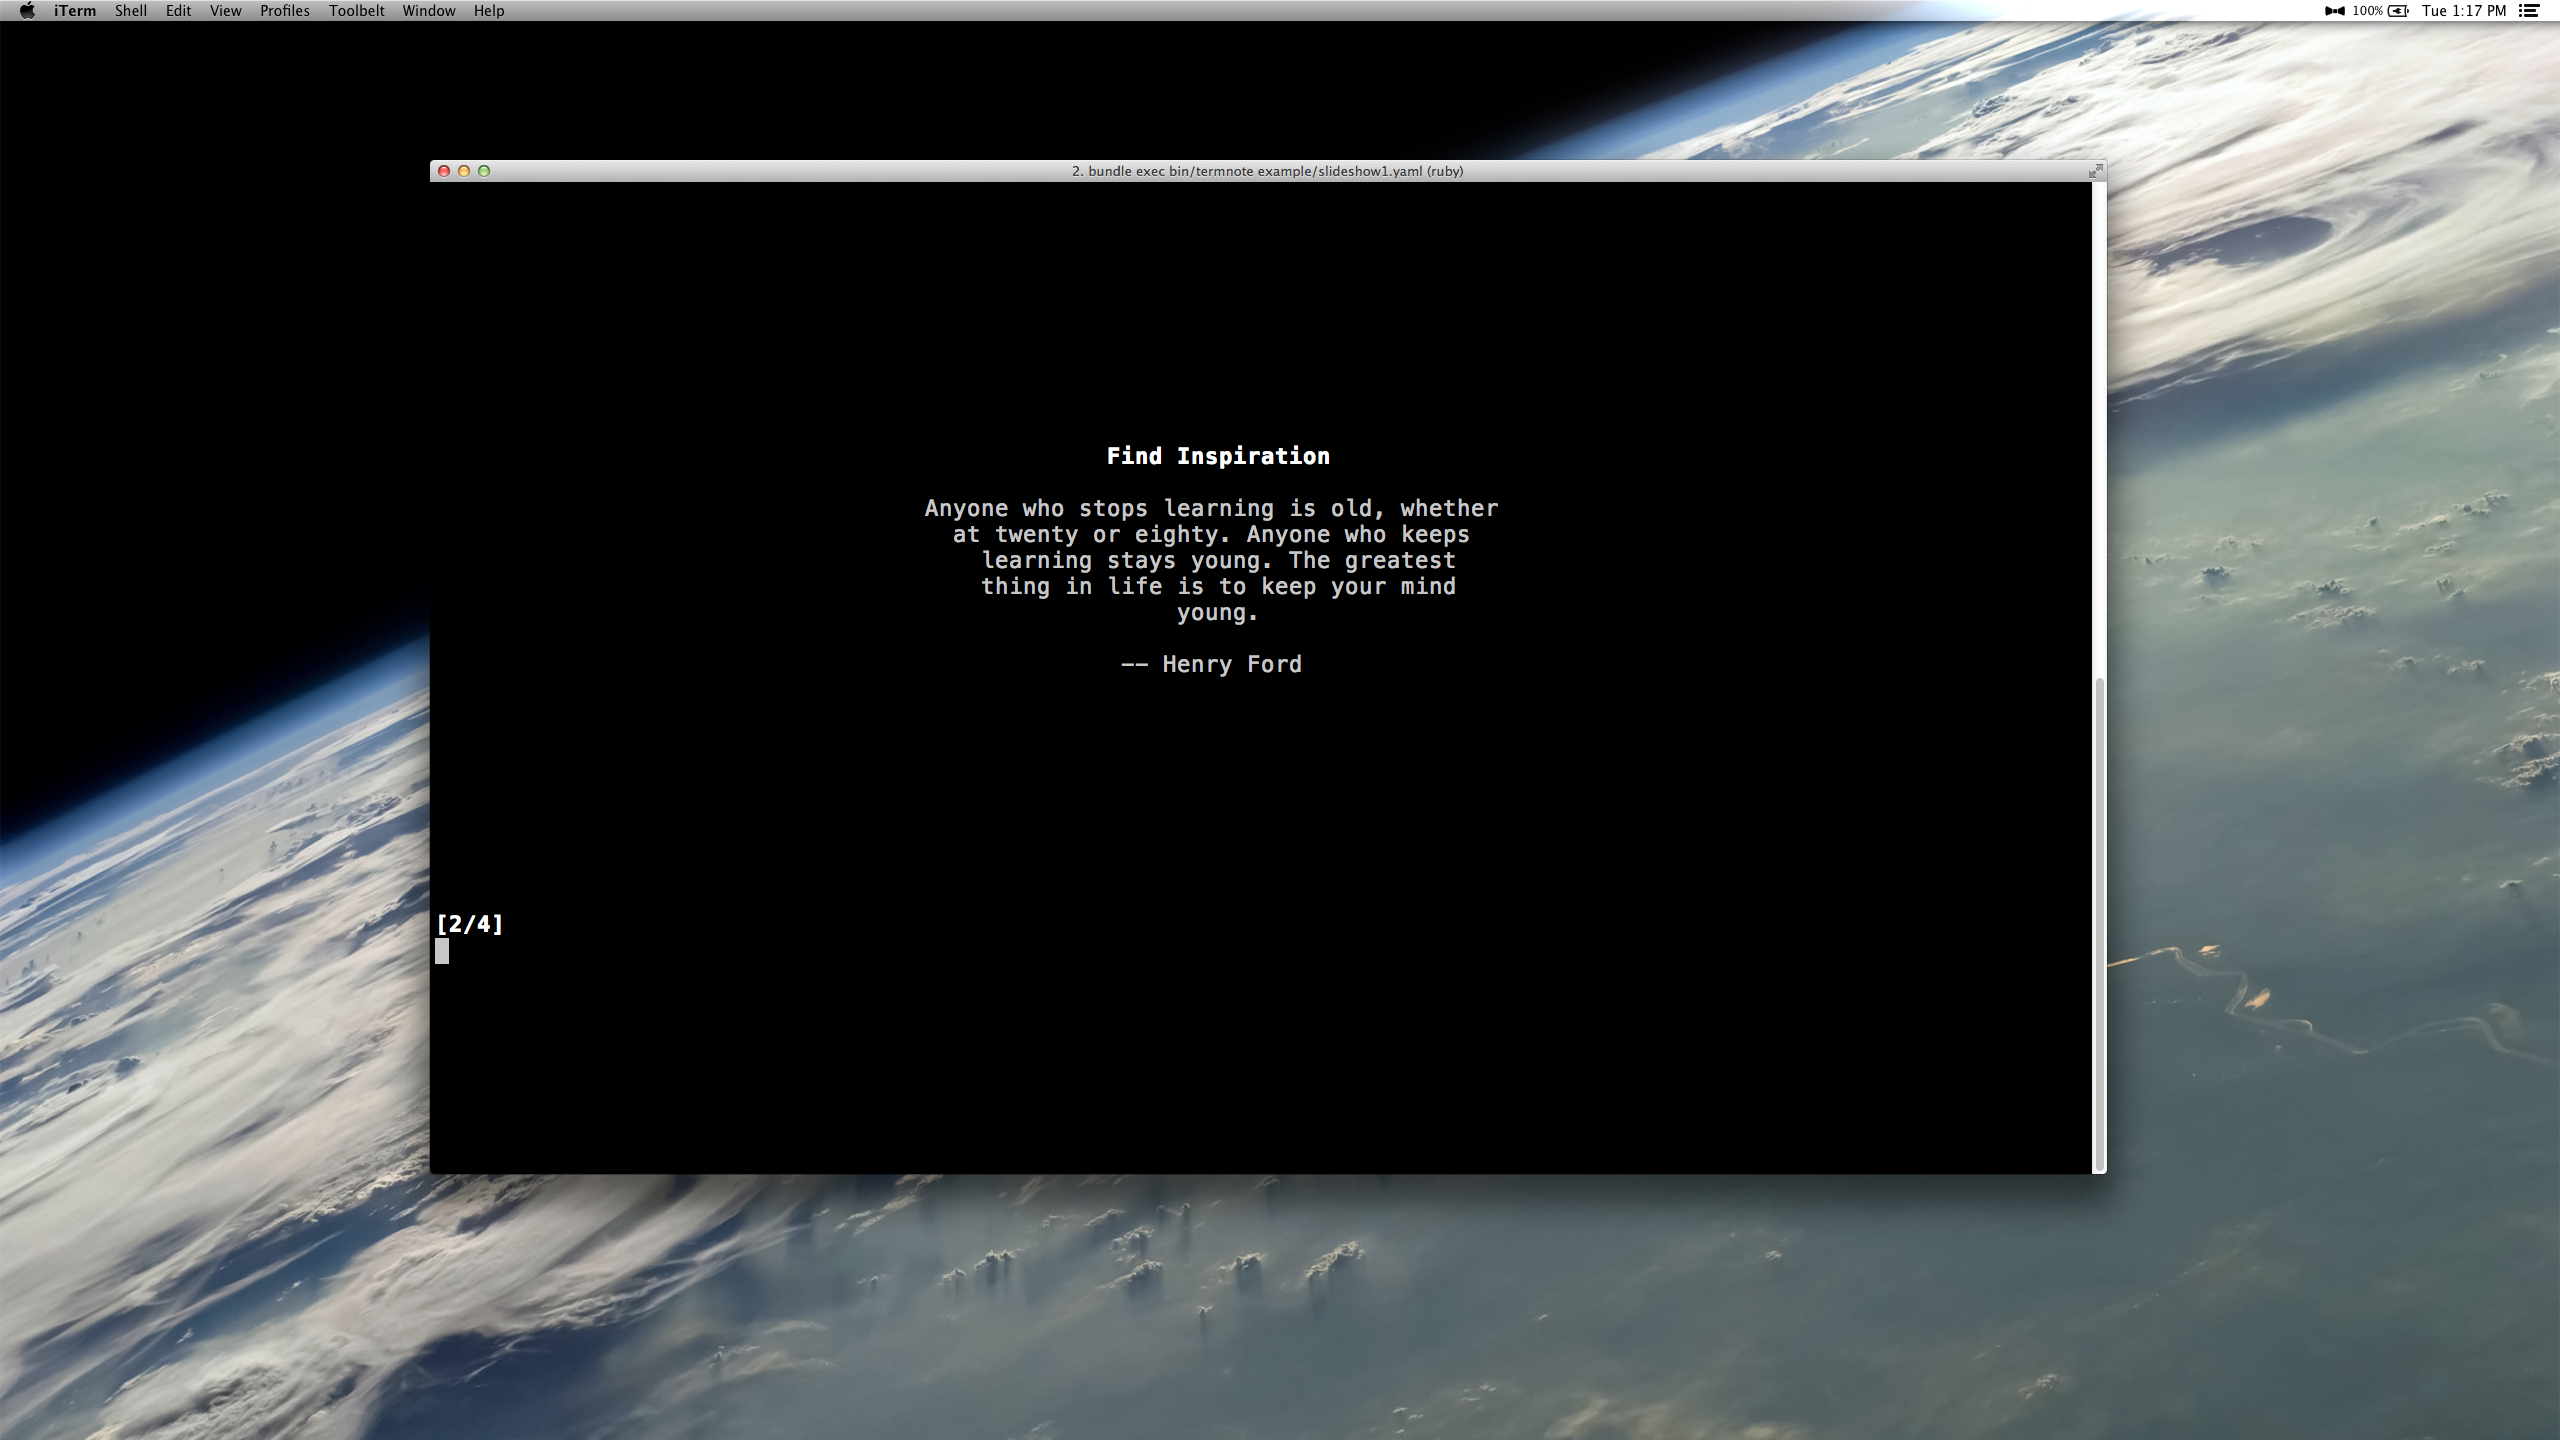 iTerm Shell Edit View Profiles Toolbelt Window Help 100% Tue 1:17 PM
2. bundle exec bin/termnote example/slideshow1.yaml (ruby)
Find Inspiration
Anyone who stops learning is old, whether
at twenty or eighty. Anyone who keeps
learning stays young. The greatest
thing in life is to keep your mind
young.
-- Henry Ford
[2/4]